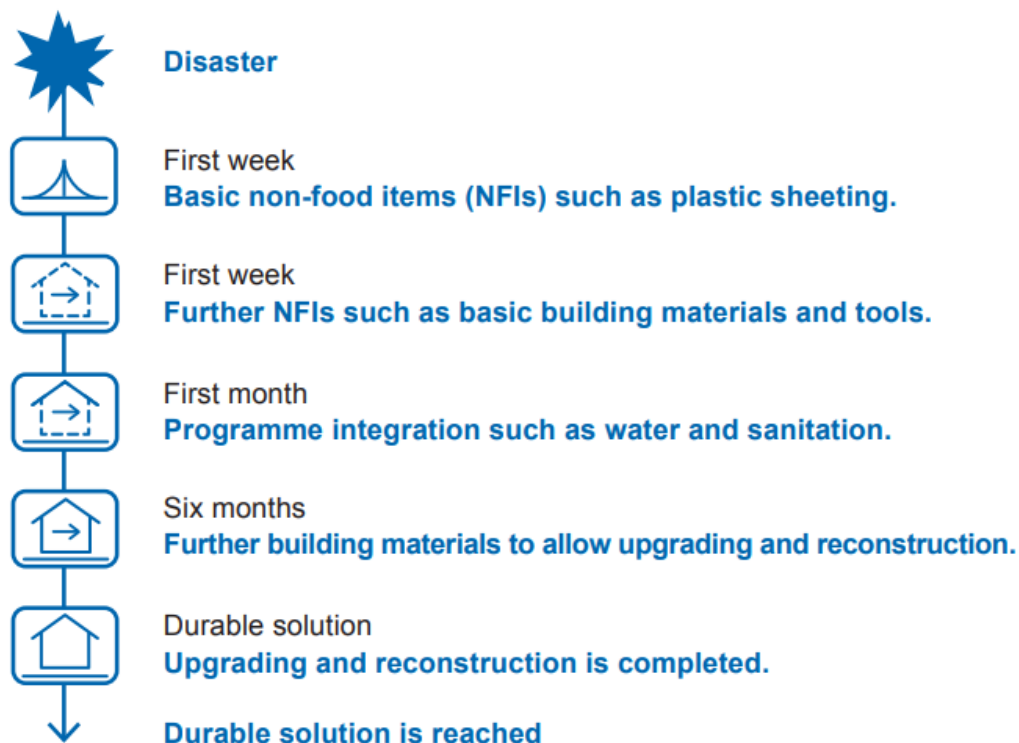 Disaster
First week
Basic non-food items (NFIs) such as plastic sheeting.
First week
Further NFIs such as basic building materials and tools.
First month
Programme integration such as water and sanitation.
Six months
Further building materials to allow upgrading and reconstruction.
Durable solution
Upgrading and reconstruction is completed.
Durable solution is reached